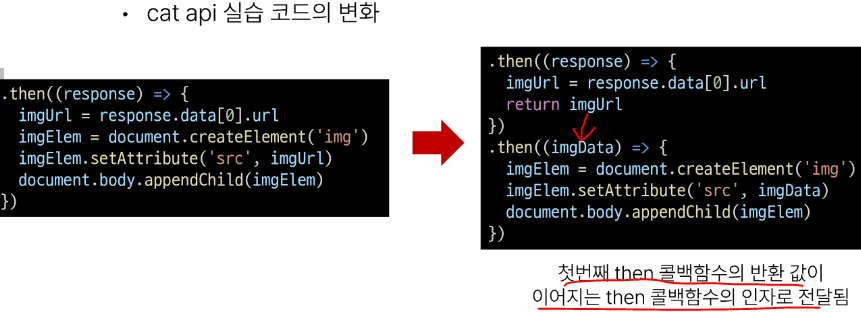 • cat api 실습 코드의 변화
.then((response) => {
  imgUrl = response.data[0].url
  imgElem = document.createElement('img')
  imgElem.setAttribute('src', imgUrl)
  document.body.appendChild(imgElem)
})
.then((response) => {
  imgUrl = response.data[0].url
  return imgUrl
})
.then((imgData) => {
  imgElem = document.createElement('img')
  imgElem.setAttribute('src', imgData)
  document.body.appendChild(imgElem)
})
첫번째 then 콜백함수의 반환 값이
이어지는 then 콜백함수의 인자로 전달됨